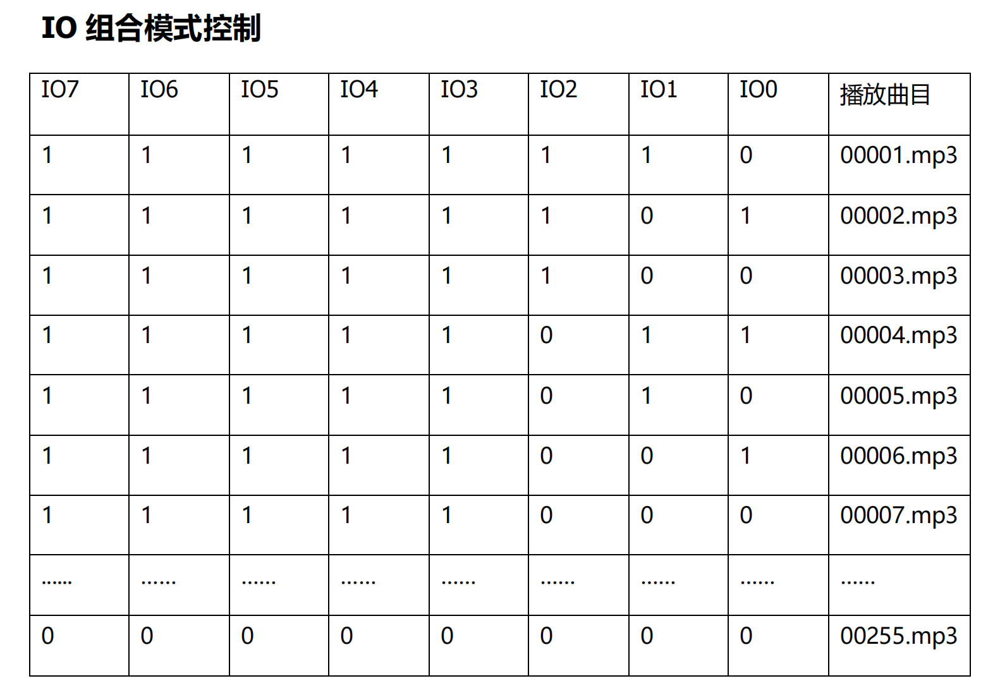 IO 组合模式控制
IO7 IO6 IO5 IO4 IO3 IO2 IO1 IO0 播放曲目
1 1 1 1 1 1 1 0 00001.mp3
1 1 1 1 1 1 0 1 00002.mp3
1 1 1 1 1 1 0 0 00003.mp3
1 1 1 1 1 0 1 1 00004.mp3
1 1 1 1 1 0 1 0 00005.mp3
1 1 1 1 1 0 0 1 00006.mp3
1 1 1 1 1 0 0 0 00007.mp3
…… …… …… …… …… …… …… …… ……
0 0 0 0 0 0 0 0 00255.mp3